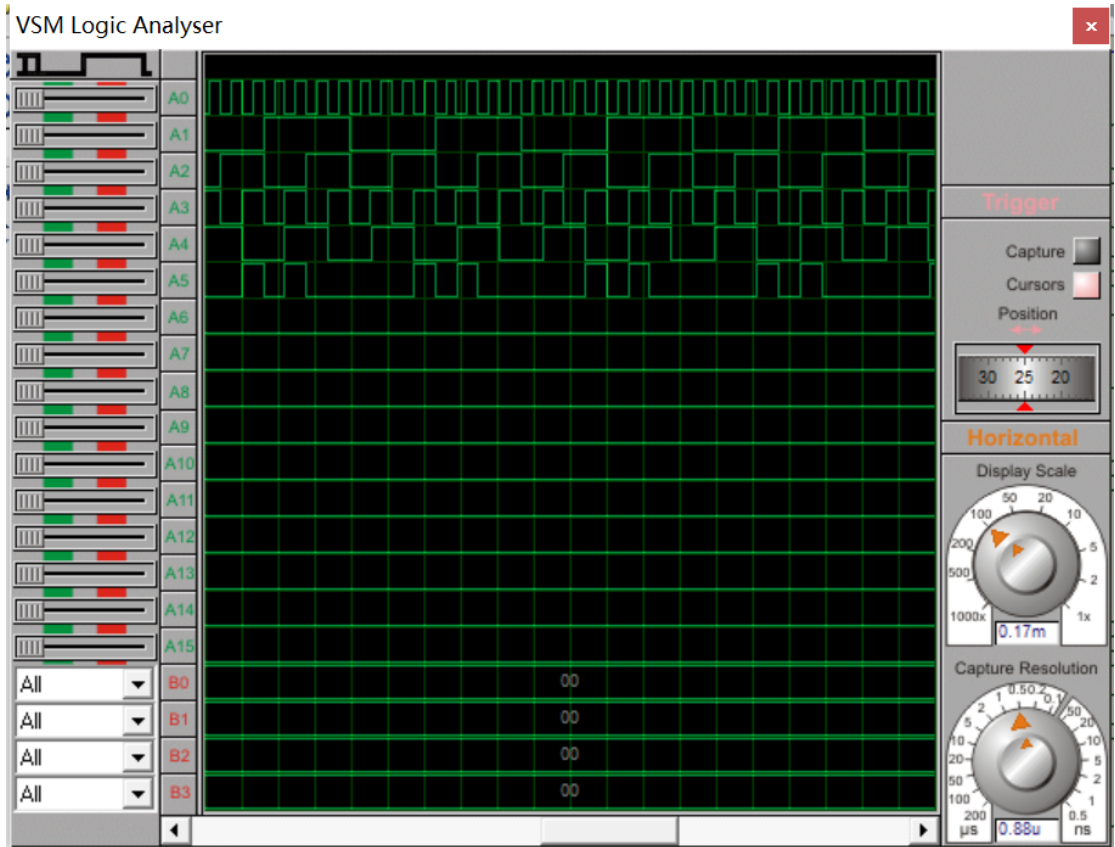 VSM Logic Analyser
x
A0
A1
A2
A3
A4
A5
A6
A7
A8
A9
A10
A11
A12
A13
A14
A15
All B0 00
All B1 00
All B2 00
All B3 00
Trigger
Capture
Cursors
Position
30 25 20
Horizontal
Display Scale
50 20
100 10
200 5
500 2
1000x 1x
0.17m
Capture Resolution
1 0.5 0.2 0.1
2 50
5 20
10 10
20 5
50 2
100 1
200 0.5
µs 0.88u ns